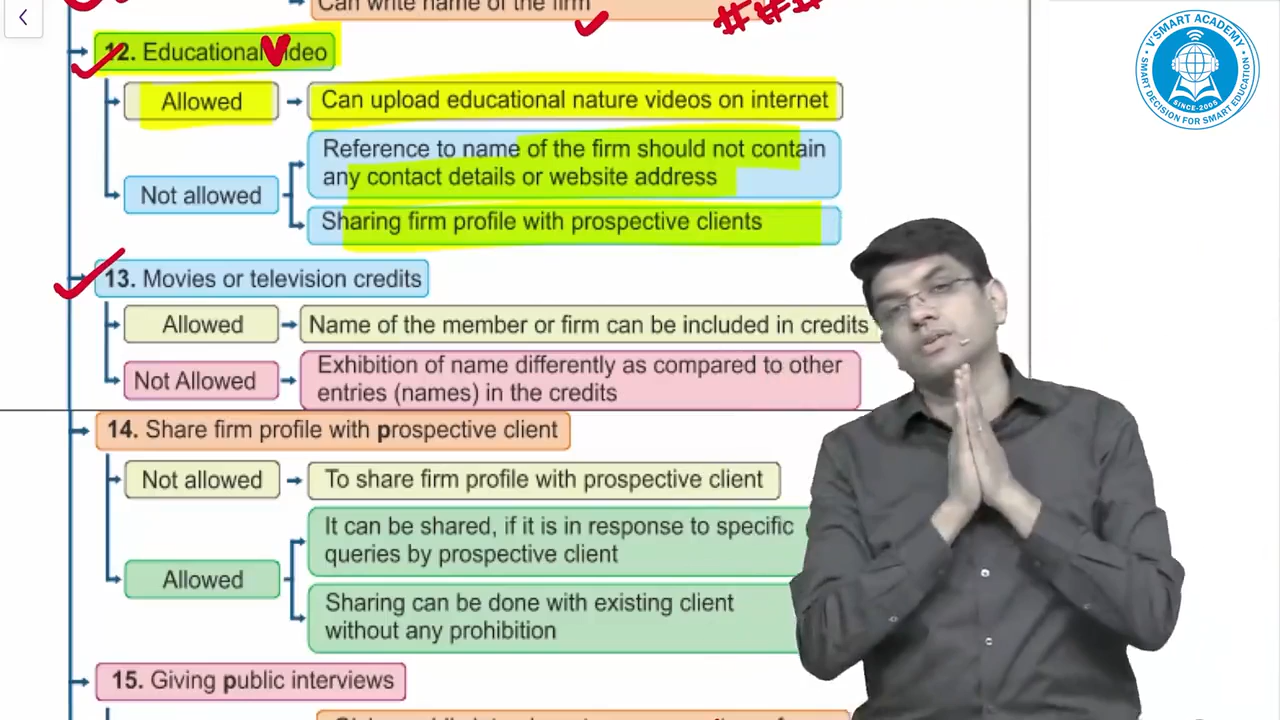 Can write name of the firm
12. Educational Video
Allowed
Can upload educational nature videos on internet
Reference to name of the firm should not contain
any contact details or website address
Not allowed
Sharing firm profile with prospective clients
13. Movies or television credits
Allowed
Name of the member or firm can be included in credits
Not Allowed
Exhibition of name differently as compared to other
entries (names) in the credits
14. Share firm profile with prospective client
Not allowed
To share firm profile with prospective client
It can be shared, if it is in response to specific
queries by prospective client
Allowed
Sharing can be done with existing client
without any prohibition
15. Giving public interviews
V'SMART ACADEMY
SINCE-2005
SMART DECISION FOR SMART EDUCATION
###